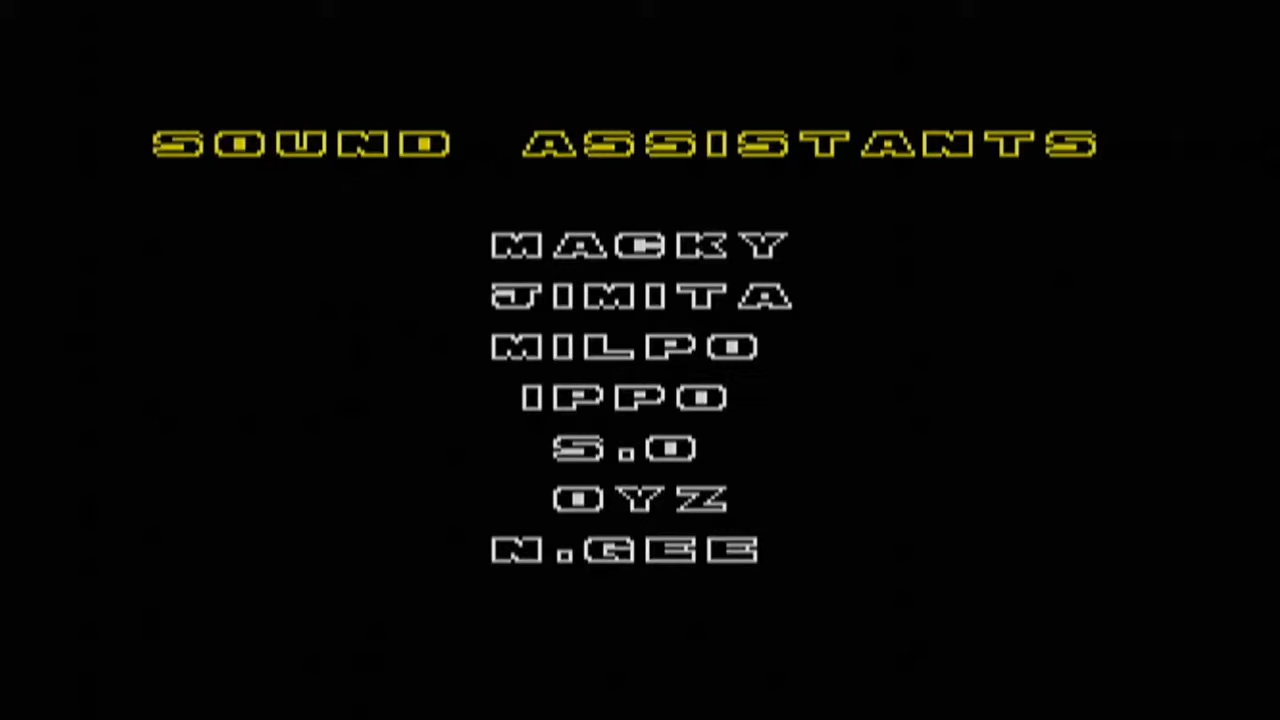 SOUND ASSISTANTS
MACKY
JIMITA
MILPO
IPPO
S.O
OYZ
N.GEE